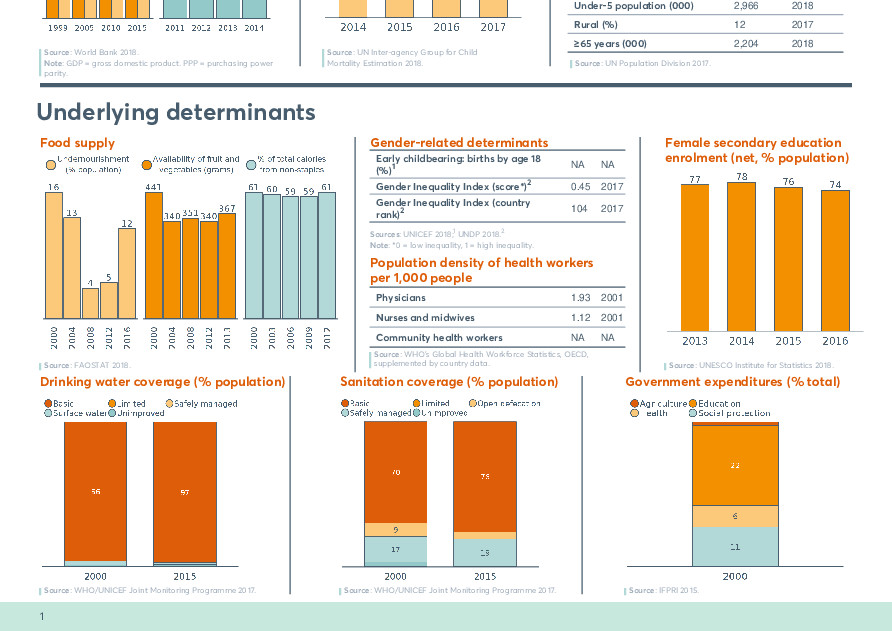 1999 2005 2010 2015
2011 2012 2013 2014
Source: World Bank 2018.
Note: GDP = gross domestic product. PPP = purchasing power
parity.
2014 2015 2016 2017
Source: UN Inter-agency Group for Child
Mortality Estimation 2018.
Under-5 population (000) 2,966 2018
Rural (%) 12 2017
≥65 years (000) 2,204 2018
Source: UN Population Division 2017.
Underlying determinants
Food supply
Undernourishment
(% population)
Availability of fruit and
vegetables (grams)
% of total calories
from non-staples
16 13 4 5 12
441 340 351 340 367
61 60 59 59 61
2000 2004 2008 2012 2016
2000 2004 2008 2012 2013
2000 2003 2006 2009 2012
Source: FAOSTAT 2018.
Gender-related determinants
Early childbearing: births by age 18
(%)1 NA NA
Gender Inequality Index (score*)2 0.45 2017
Gender Inequality Index (country
rank)2 104 2017
Sources: UNICEF 2018,1 UNDP 2018.2
Note: *0 = low inequality, 1 = high inequality.
Population density of health workers
per 1,000 people
Physicians 1.93 2001
Nurses and midwives 1.12 2001
Community health workers NA NA
Source: WHO's Global Health Workforce Statistics, OECD,
supplemented by country data.
Female secondary education
enrolment (net, % population)
77 78 76 74
2013 2014 2015 2016
Source: UNESCO Institute for Statistics 2018.
Drinking water coverage (% population)
Basic Limited Safely managed
Surface water Unimproved
97
2000 2015
Source: WHO/UNICEF Joint Monitoring Programme 2017.
Sanitation coverage (% population)
Basic Limited Open defecation
Safely managed Unimproved
70
9
17 19
2000 2015
Source: WHO/UNICEF Joint Monitoring Programme 2017.
Government expenditures (% total)
Agriculture Education
Health Social protection
22
6
11
2000
Source: IFPRI 2015.
1